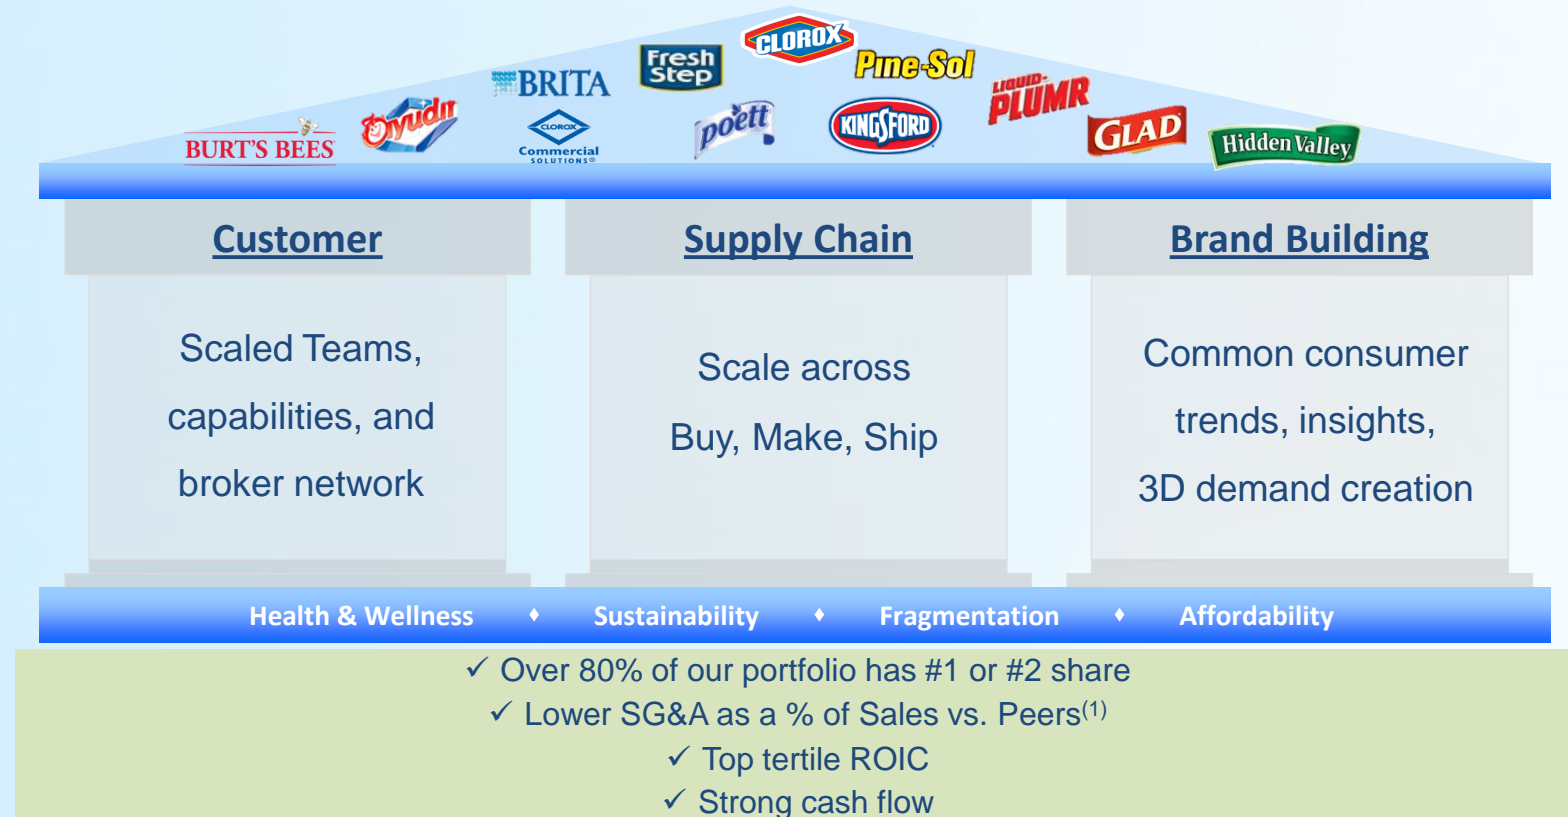 CLOROX
Fresh
Step
Pine-Sol
BRITA
LIQUID-
PLUMR
Ayudín
poett
KINGSFORD
GLAD
Hidden Valley®
BURT'S BEES
CLOROX
Commercial
SOLUTIONS®
Customer
Scaled Teams,
capabilities, and
broker network
Supply Chain
Scale across
Buy, Make, Ship
Brand Building
Common consumer
trends, insights,
3D demand creation
Health & Wellness ♦ Sustainability ♦ Fragmentation ♦ Affordability
✓ Over 80% of our portfolio has #1 or #2 share
✓ Lower SG&A as a % of Sales vs. Peers(1)
✓ Top tertile ROIC
✓ Strong cash flow